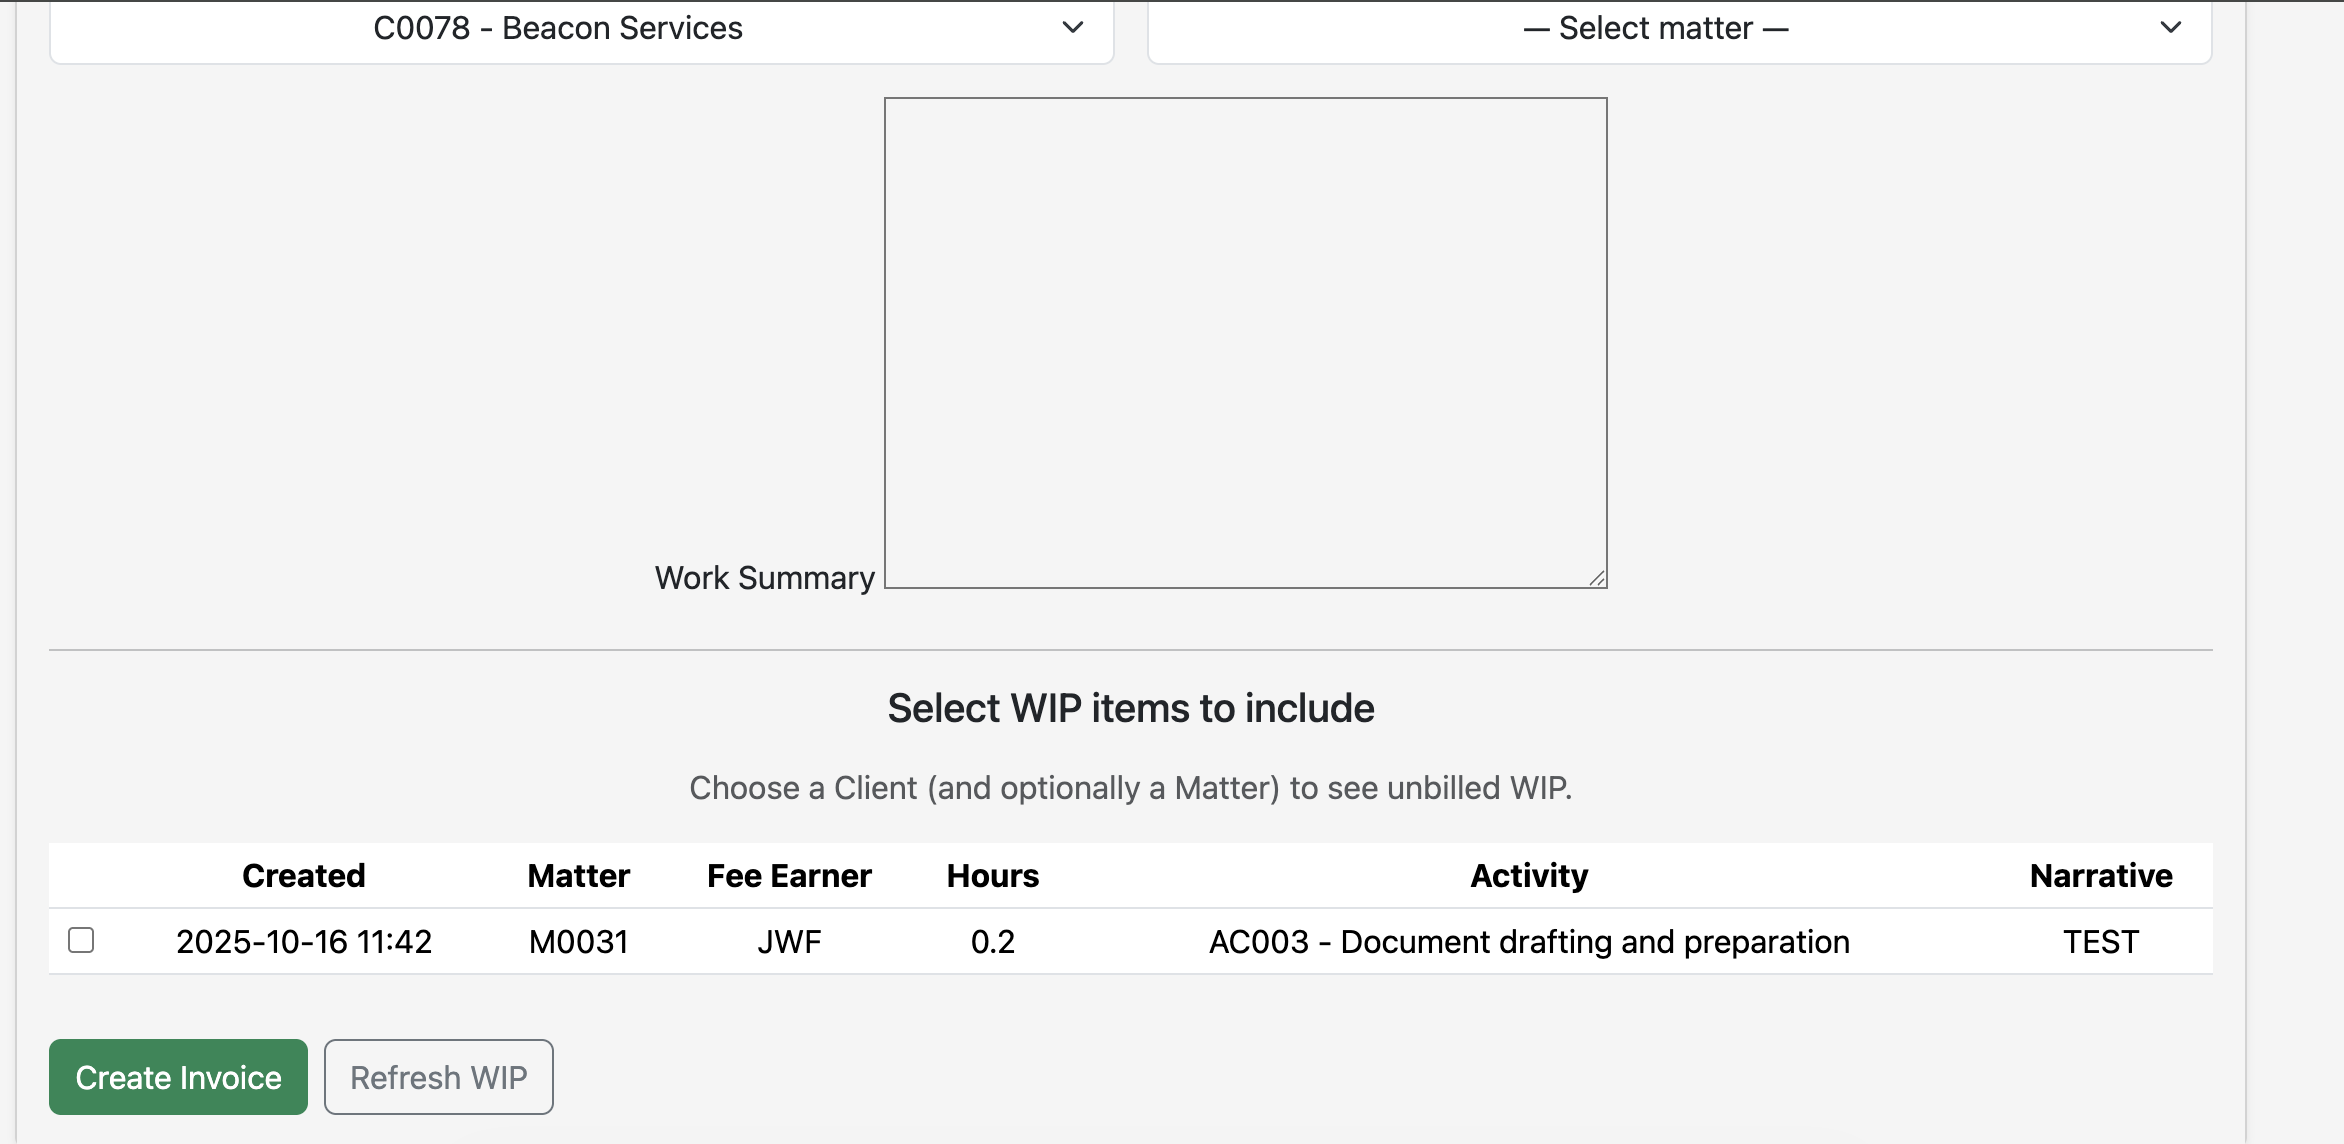 C0078 - Beacon Services
— Select matter —
Work Summary
Select WIP items to include
Choose a Client (and optionally a Matter) to see unbilled WIP.
Created Matter Fee Earner Hours Activity Narrative
2025-10-16 11:42 M0031 JWF 0.2 AC003 - Document drafting and preparation TEST
Create Invoice Refresh WIP